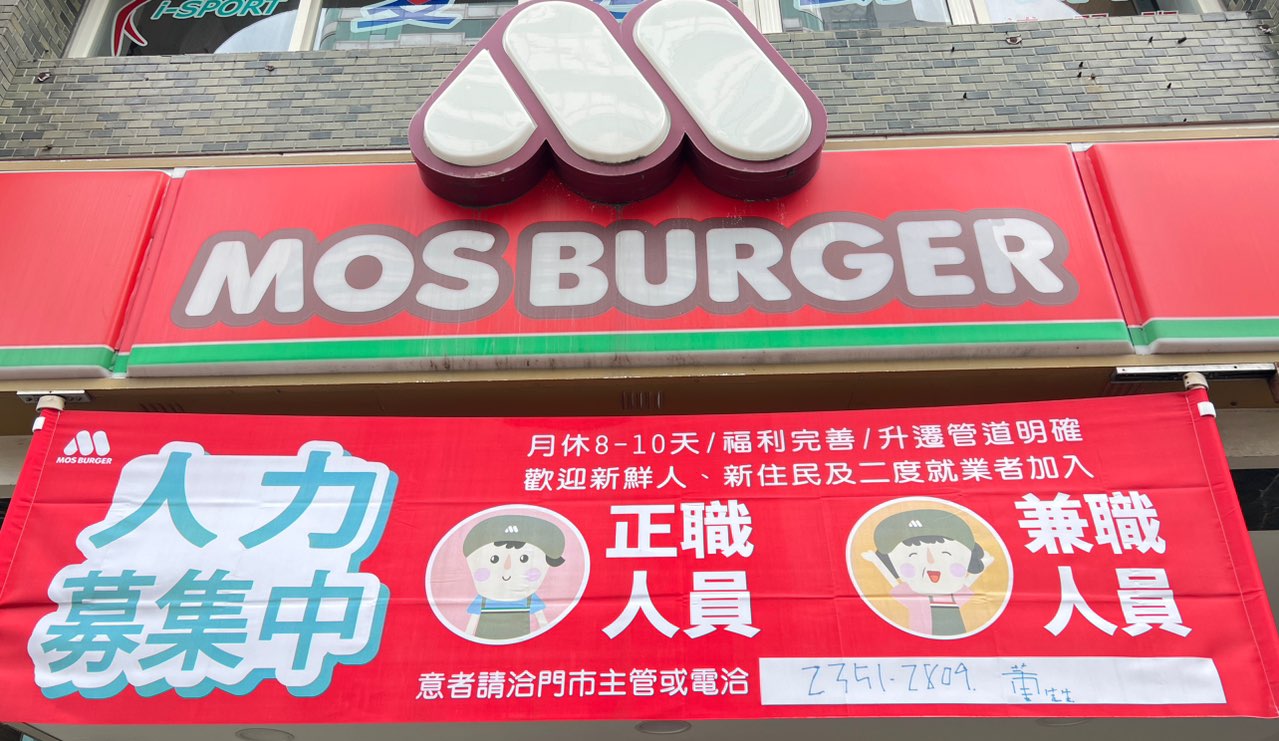 i-SPORT
MOS BURGER
MOS BURGER
人力
募集中
月休8-10天/福利完善/升遷管道明確
歡迎新鮮人、新住民及二度就業者加入
正職
人員
兼職
人員
意者請洽門市主管或電洽 2351-2809. 董先生